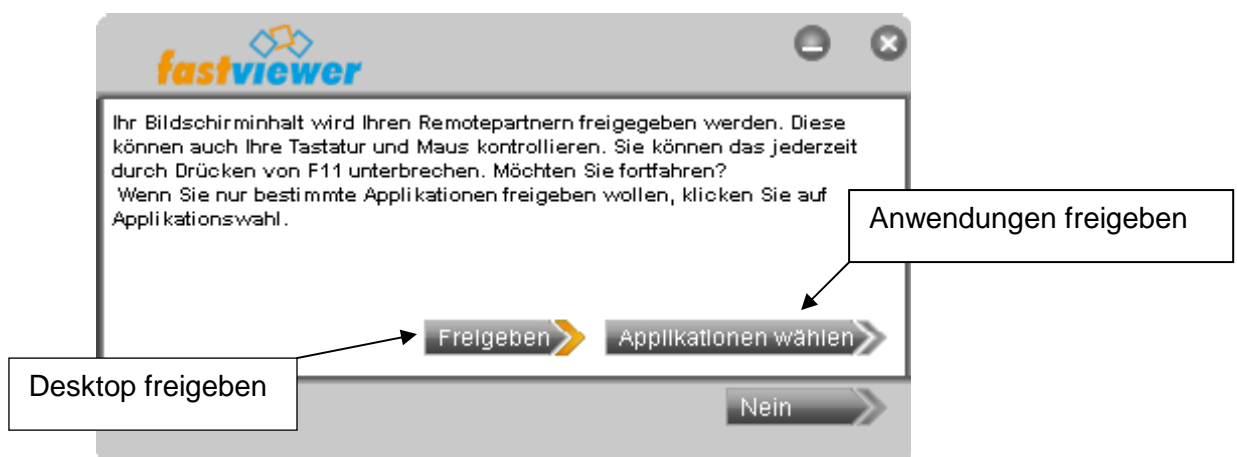 fastviewer
Ihr Bildschirminhalt wird Ihren Remotepartnern freigegeben werden. Diese
können auch Ihre Tastatur und Maus kontrollieren. Sie können das jederzeit
durch Drücken von F11 unterbrechen. Möchten Sie fortfahren?
Wenn Sie nur bestimmte Applikationen freigeben wollen, klicken Sie auf
Applikationswahl.
Anwendungen freigeben
Freigeben Applikationen wählen
Desktop freigeben
Nein